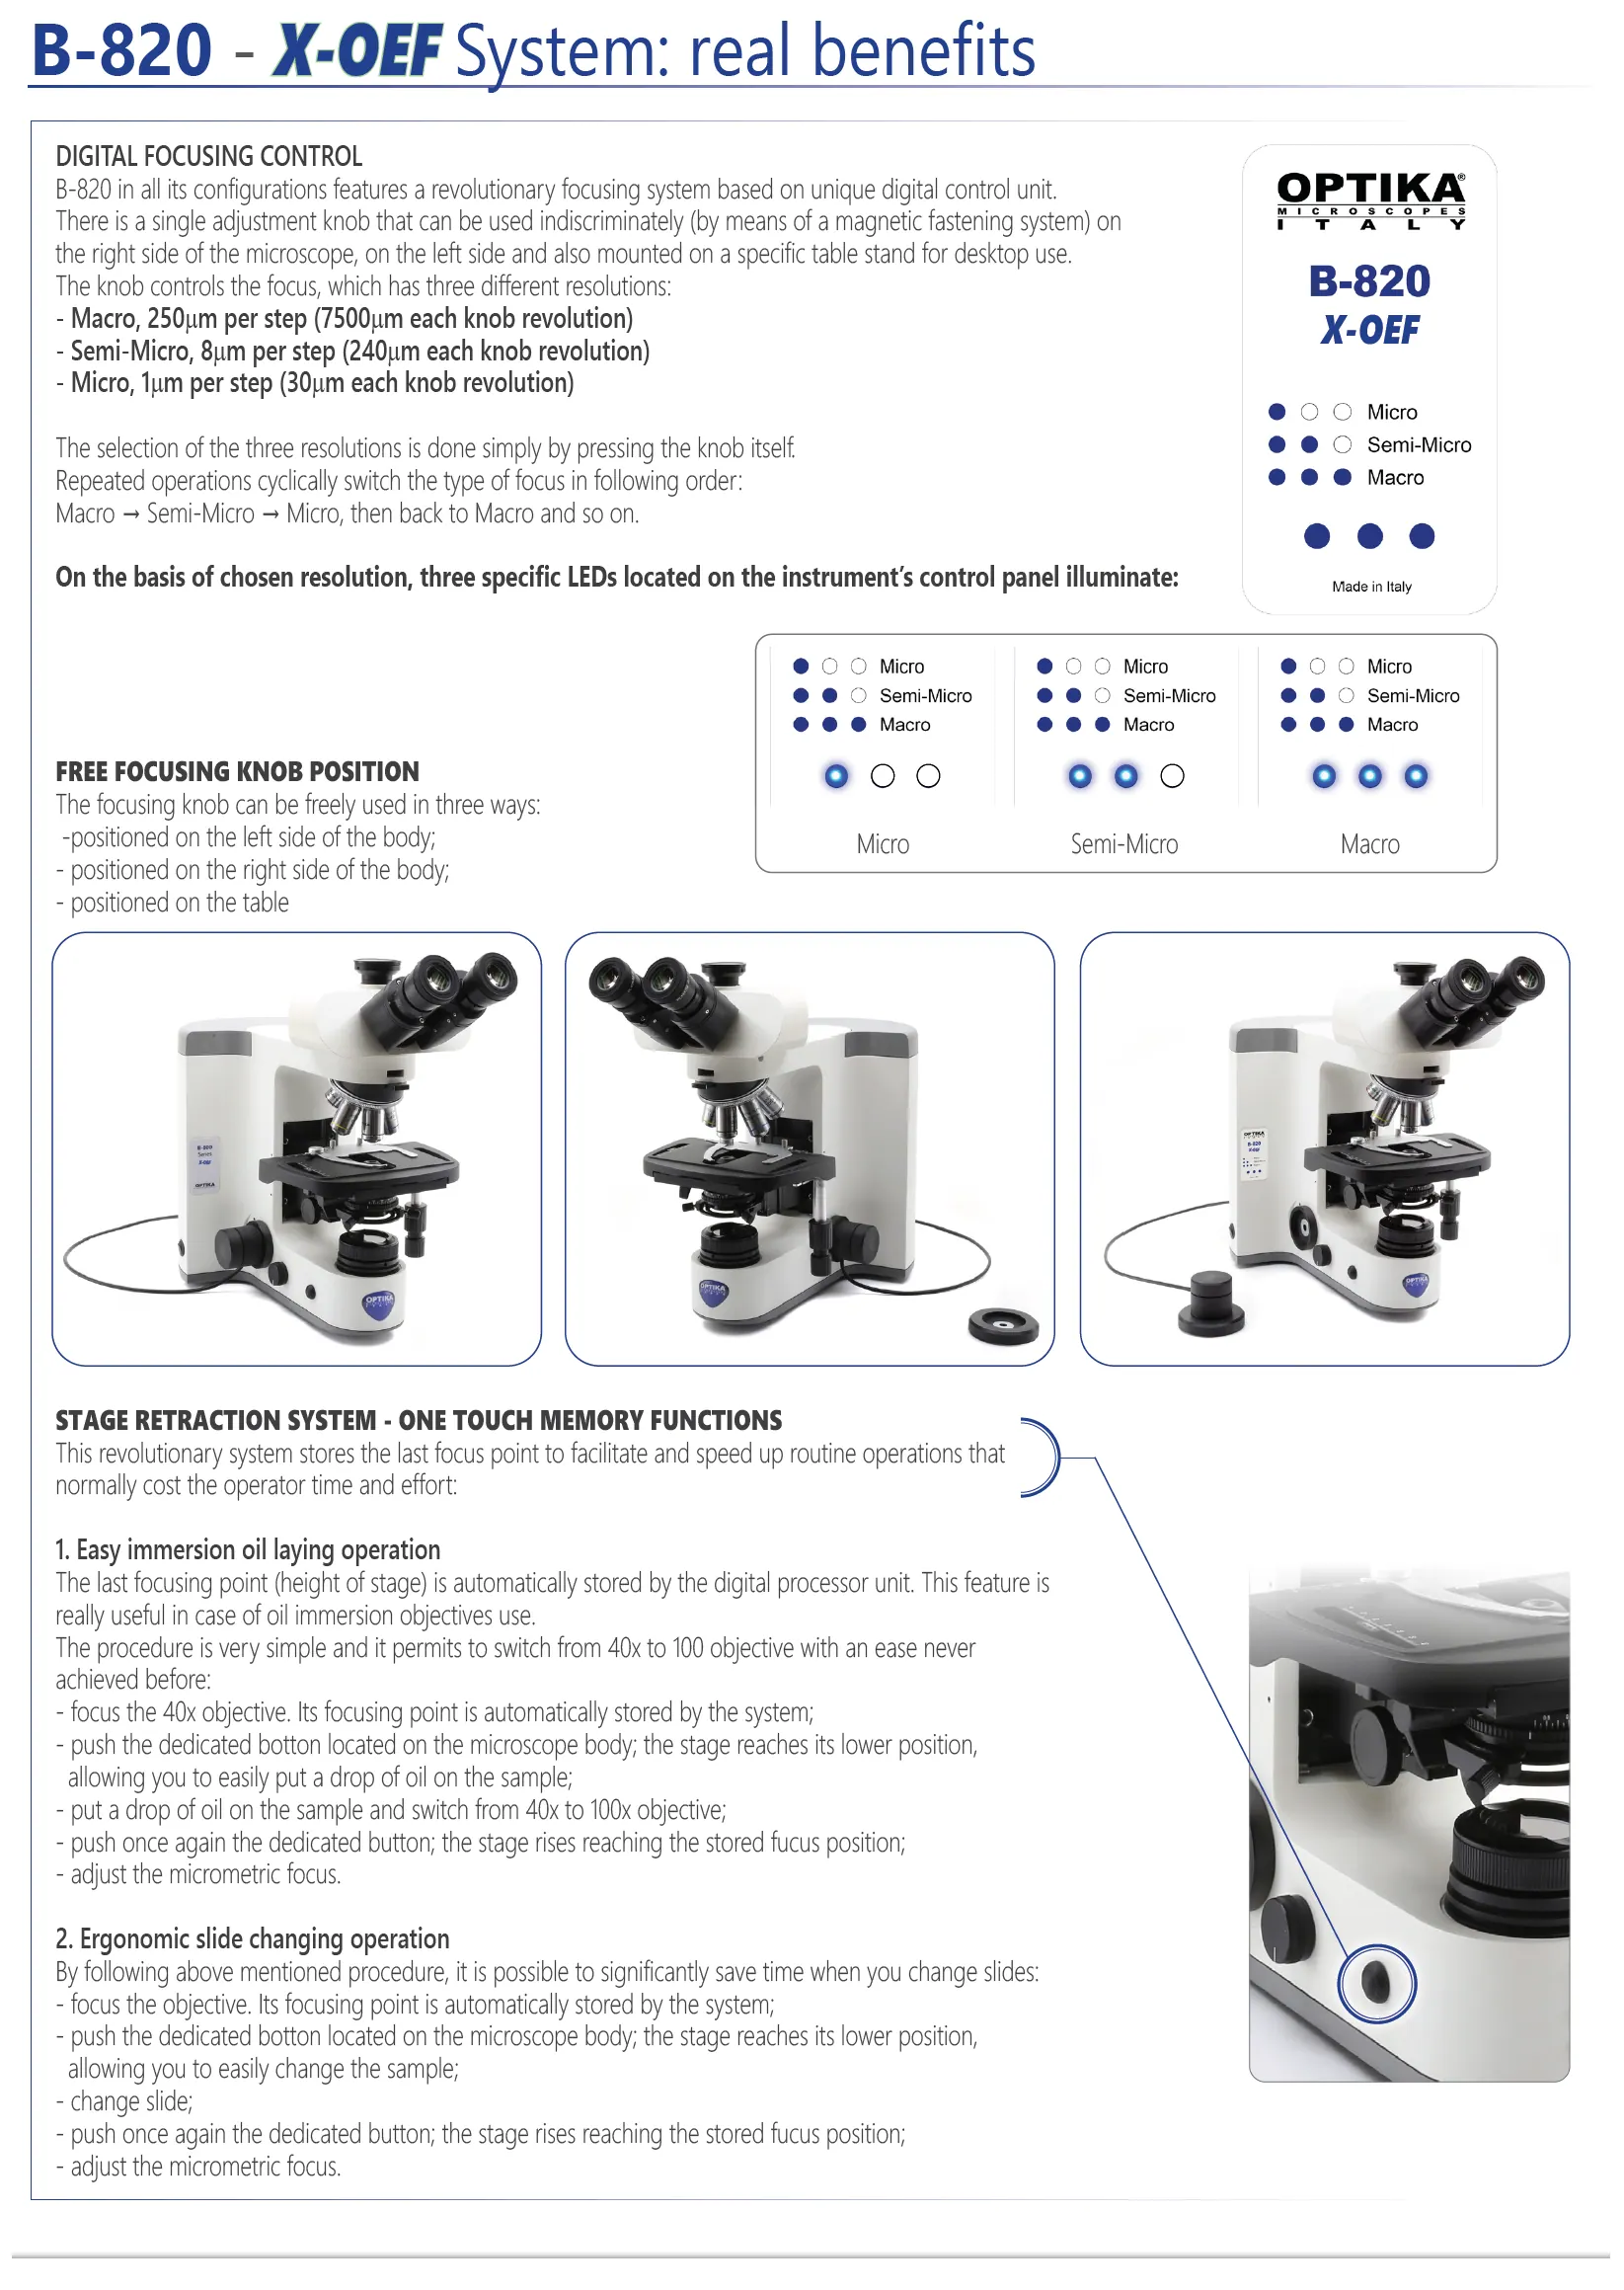 B-820 - X-OEF System: real benefits
DIGITAL FOCUSING CONTROL
B-820 in all its configurations features a revolutionary focusing system based on unique digital control unit.
There is a single adjustment knob that can be used indiscriminately (by means of a magnetic fastening system) on
the right side of the microscope, on the left side and also mounted on a specific table stand for desktop use.
The knob controls the focus, which has three different resolutions:
- Macro, 250µm per step (7500µm each knob revolution)
- Semi-Micro, 8µm per step (240µm each knob revolution)
- Micro, 1µm per step (30µm each knob revolution)
The selection of the three resolutions is done simply by pressing the knob itself.
Repeated operations cyclically switch the type of focus in following order:
Macro → Semi-Micro → Micro, then back to Macro and so on.
On the basis of chosen resolution, three specific LEDs located on the instrument's control panel illuminate:
OPTIKA®
MICROSCOPES
ITALY
B-820
X-OEF
Micro
Semi-Micro
Macro
Made in Italy
Micro
Semi-Micro
Macro
Micro
Micro
Semi-Micro
Macro
Semi-Micro
Micro
Semi-Micro
Macro
Macro
FREE FOCUSING KNOB POSITION
The focusing knob can be freely used in three ways:
-positioned on the left side of the body;
- positioned on the right side of the body;
- positioned on the table
B-820
Series
X-OEF
OPTIKA
OPTIKA
OPTIKA
OPTIKA
B-820
X-OEF
OPTIKA
STAGE RETRACTION SYSTEM - ONE TOUCH MEMORY FUNCTIONS
This revolutionary system stores the last focus point to facilitate and speed up routine operations that
normally cost the operator time and effort:
1. Easy immersion oil laying operation
The last focusing point (height of stage) is automatically stored by the digital processor unit. This feature is
really useful in case of oil immersion objectives use.
The procedure is very simple and it permits to switch from 40x to 100 objective with an ease never
achieved before:
- focus the 40x objective. Its focusing point is automatically stored by the system;
- push the dedicated botton located on the microscope body; the stage reaches its lower position,
allowing you to easily put a drop of oil on the sample;
- put a drop of oil on the sample and switch from 40x to 100x objective;
- push once again the dedicated button; the stage rises reaching the stored fucus position;
- adjust the micrometric focus.
2. Ergonomic slide changing operation
By following above mentioned procedure, it is possible to significantly save time when you change slides:
- focus the objective. Its focusing point is automatically stored by the system;
- push the dedicated botton located on the microscope body; the stage reaches its lower position,
allowing you to easily change the sample;
- change slide;
- push once again the dedicated button; the stage rises reaching the stored fucus position;
- adjust the micrometric focus.